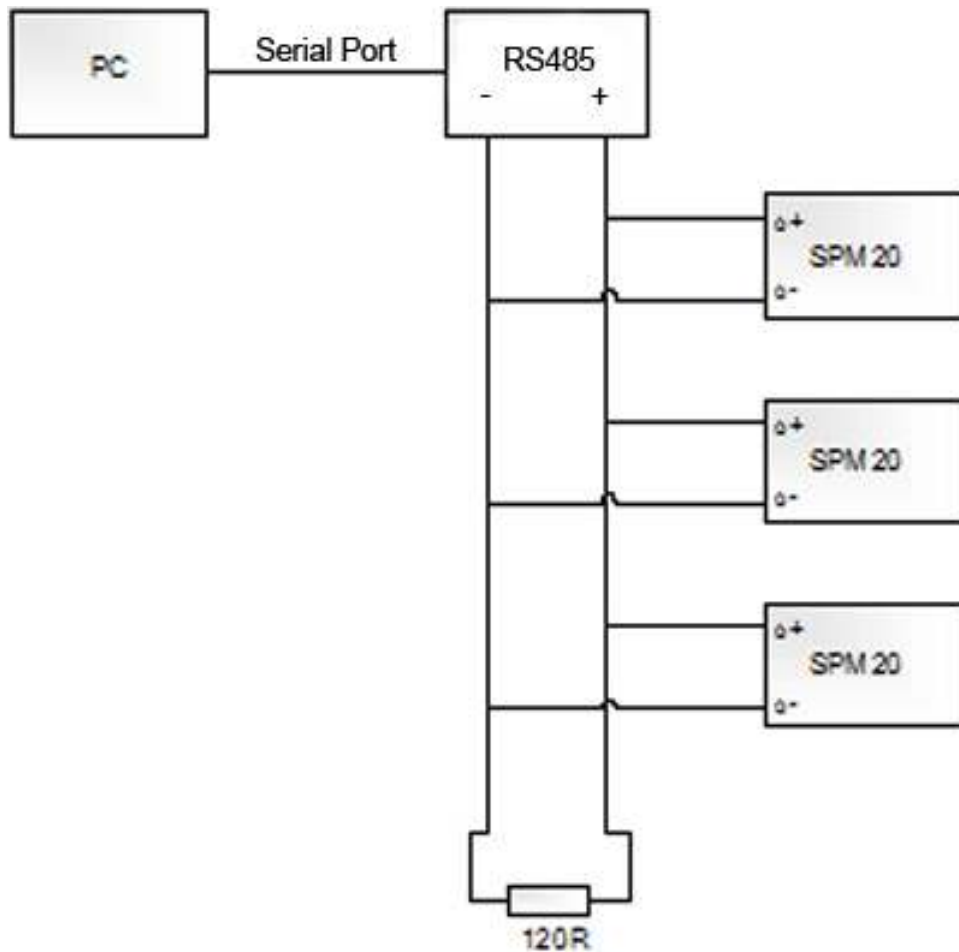 PC
Serial Port
RS485
- +
+
SPM 20
-
+
SPM 20
-
+
SPM 20
-
120R